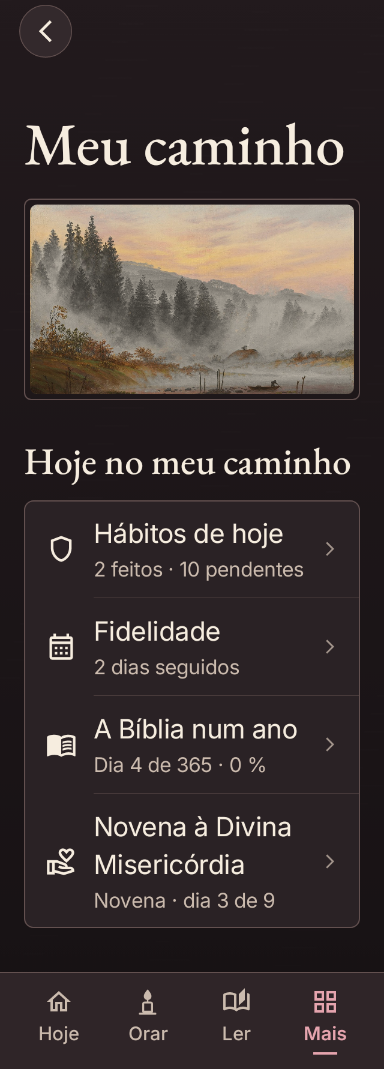 Meu caminho
Hoje no meu caminho
Hábitos de hoje
2 feitos · 10 pendentes
Fidelidade
2 dias seguidos
A Bíblia num ano
Dia 4 de 365 · 0 %
Novena à Divina
Misericórdia
Novena · dia 3 de 9
Hoje
Orar
Ler
Mais